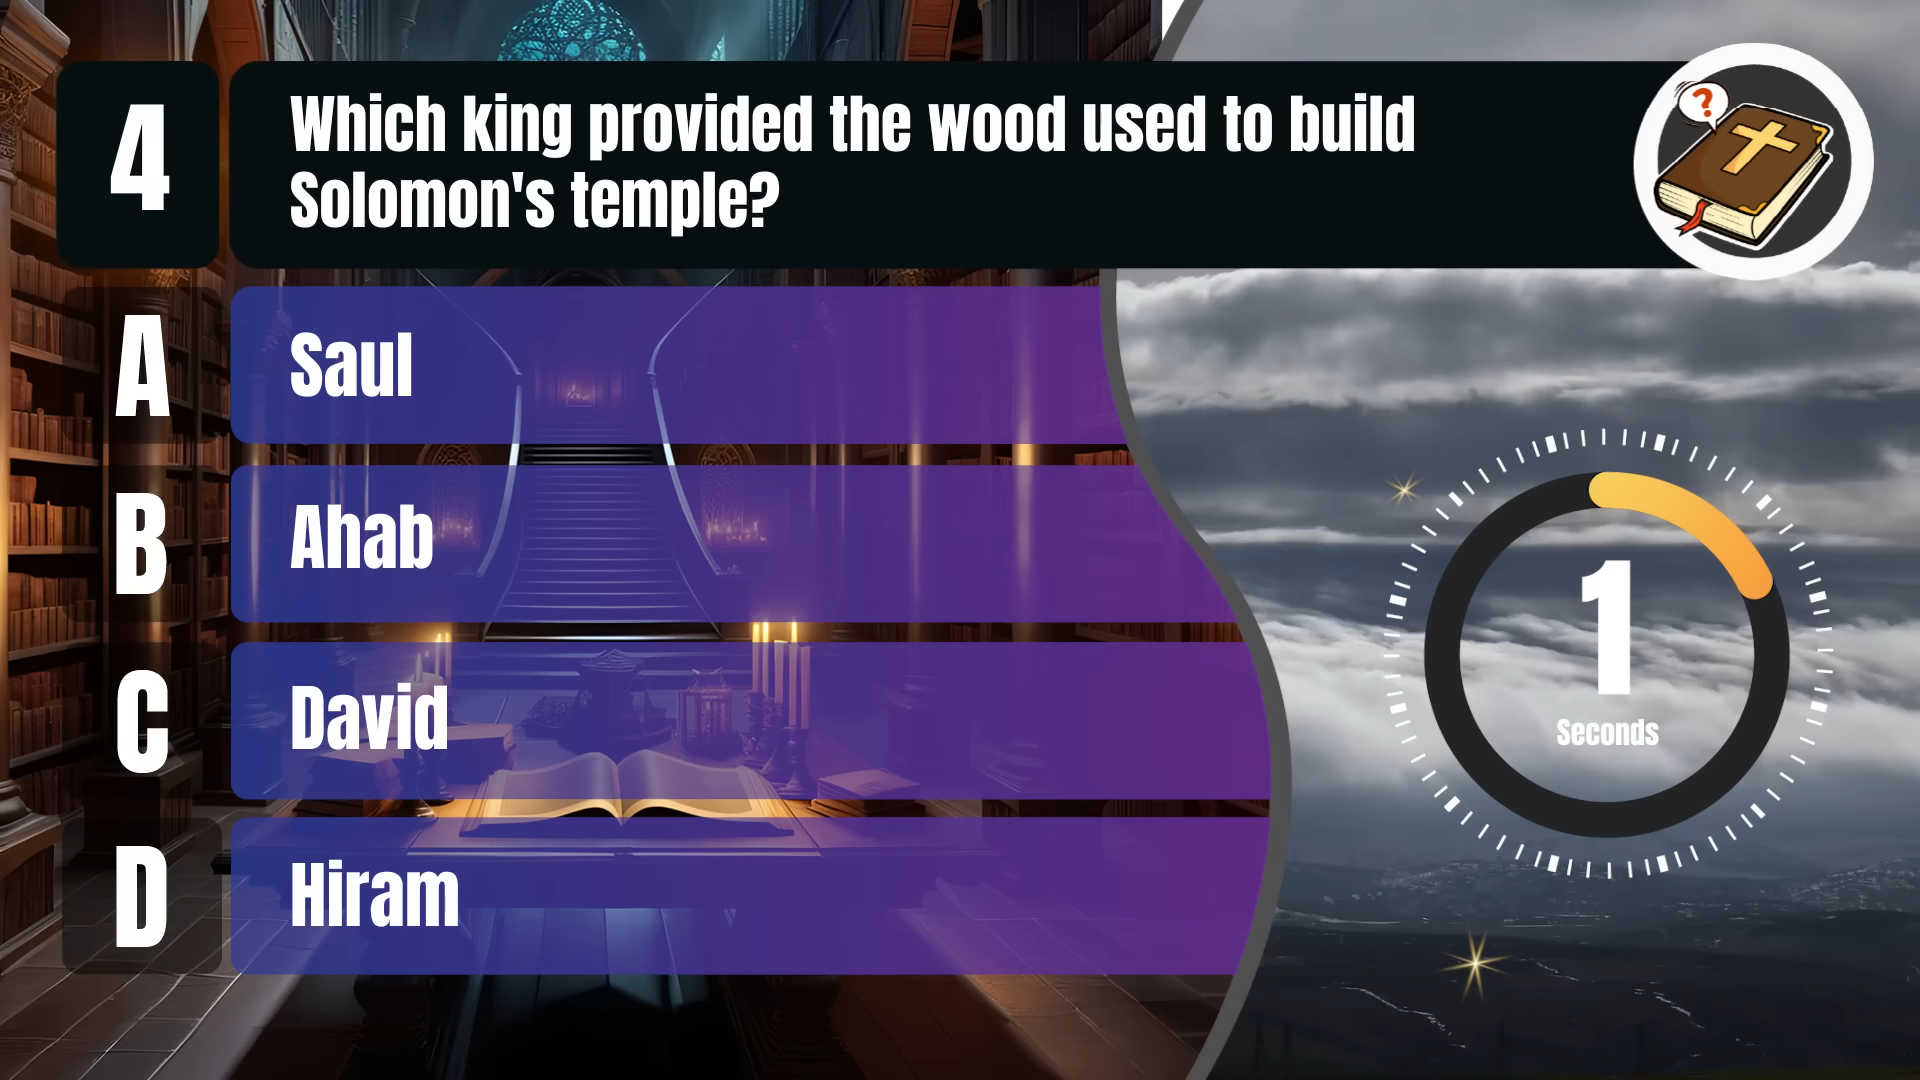 4
Which king provided the wood used to build
Solomon's temple?
?
A
Saul
B
Ahab
C
David
D
Hiram
1
Seconds